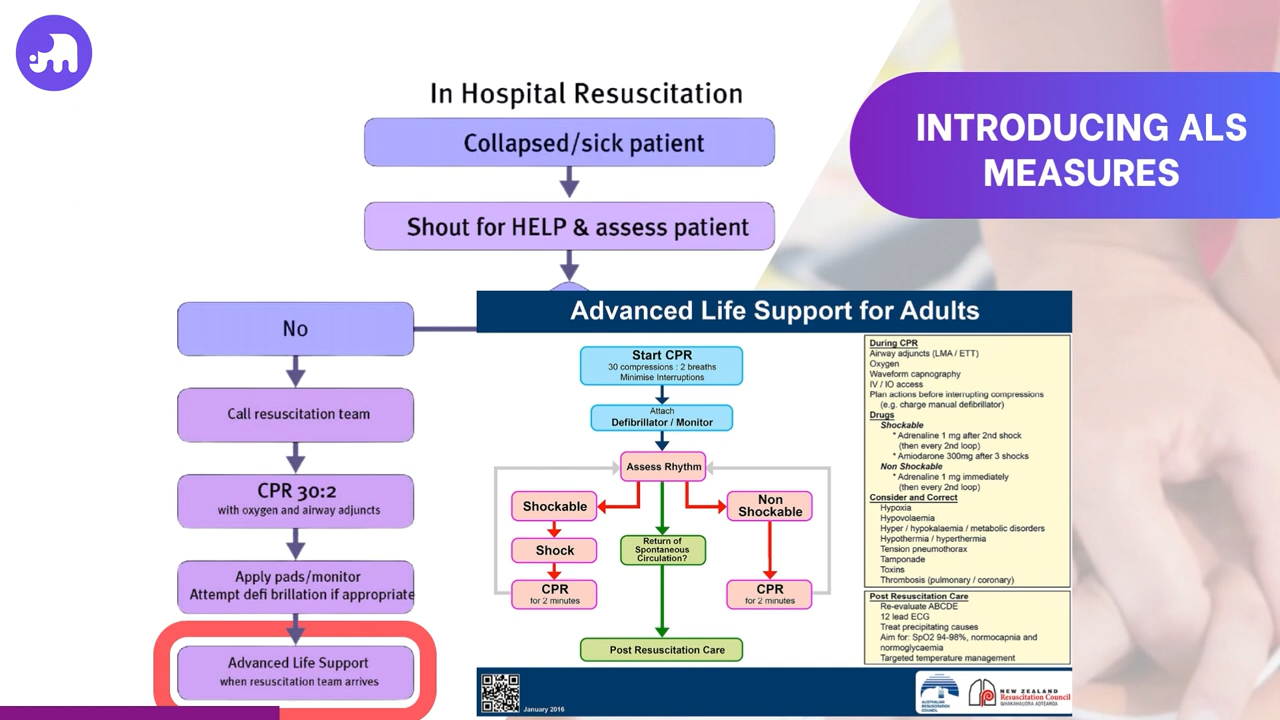 In Hospital Resuscitation
Collapsed/sick patient
Shout for HELP & assess patient
No
Call resuscitation team
CPR 30:2
with oxygen and airway adjuncts
Apply pads/monitor
Attempt defi brillation if appropriate
Advanced Life Support
when resuscitation team arrives
INTRODUCING ALS
MEASURES
Advanced Life Support for Adults
Start CPR
30 compressions : 2 breaths
Minimise Interruptions
Attach
Defibrillator / Monitor
Assess Rhythm
Shockable
Non
Shockable
Shock
Return of
Spontaneous
Circulation?
CPR
for 2 minutes
CPR
for 2 minutes
Post Resuscitation Care
During CPR
Airway adjuncts (LMA / ETT)
Oxygen
Waveform capnography
IV / IO access
Plan actions before interrupting compressions
(e.g. charge manual defibrillator)
Drugs
Shockable
* Adrenaline 1 mg after 2nd shock
(then every 2nd loop)
* Amiodarone 300mg after 3 shocks
Non Shockable
* Adrenaline 1 mg immediately
(then every 2nd loop)
Consider and Correct
Hypoxia
Hypovolaemia
Hyper / hypokalaemia / metabolic disorders
Hypothermia / hyperthermia
Tension pneumothorax
Tamponade
Toxins
Thrombosis (pulmonary / coronary)
Post Resuscitation Care
Re-evaluate ABCDE
12 lead ECG
Treat precipitating causes
Aim for: SpO2 94-98%, normocapnia and
normoglycaemia
Targeted temperature management
January 2016
AUSTRALIAN
RESUSCITATION
COUNCIL
NEW ZEALAND
Resuscitation Council
WHAKAHAUORA AOTEAROA